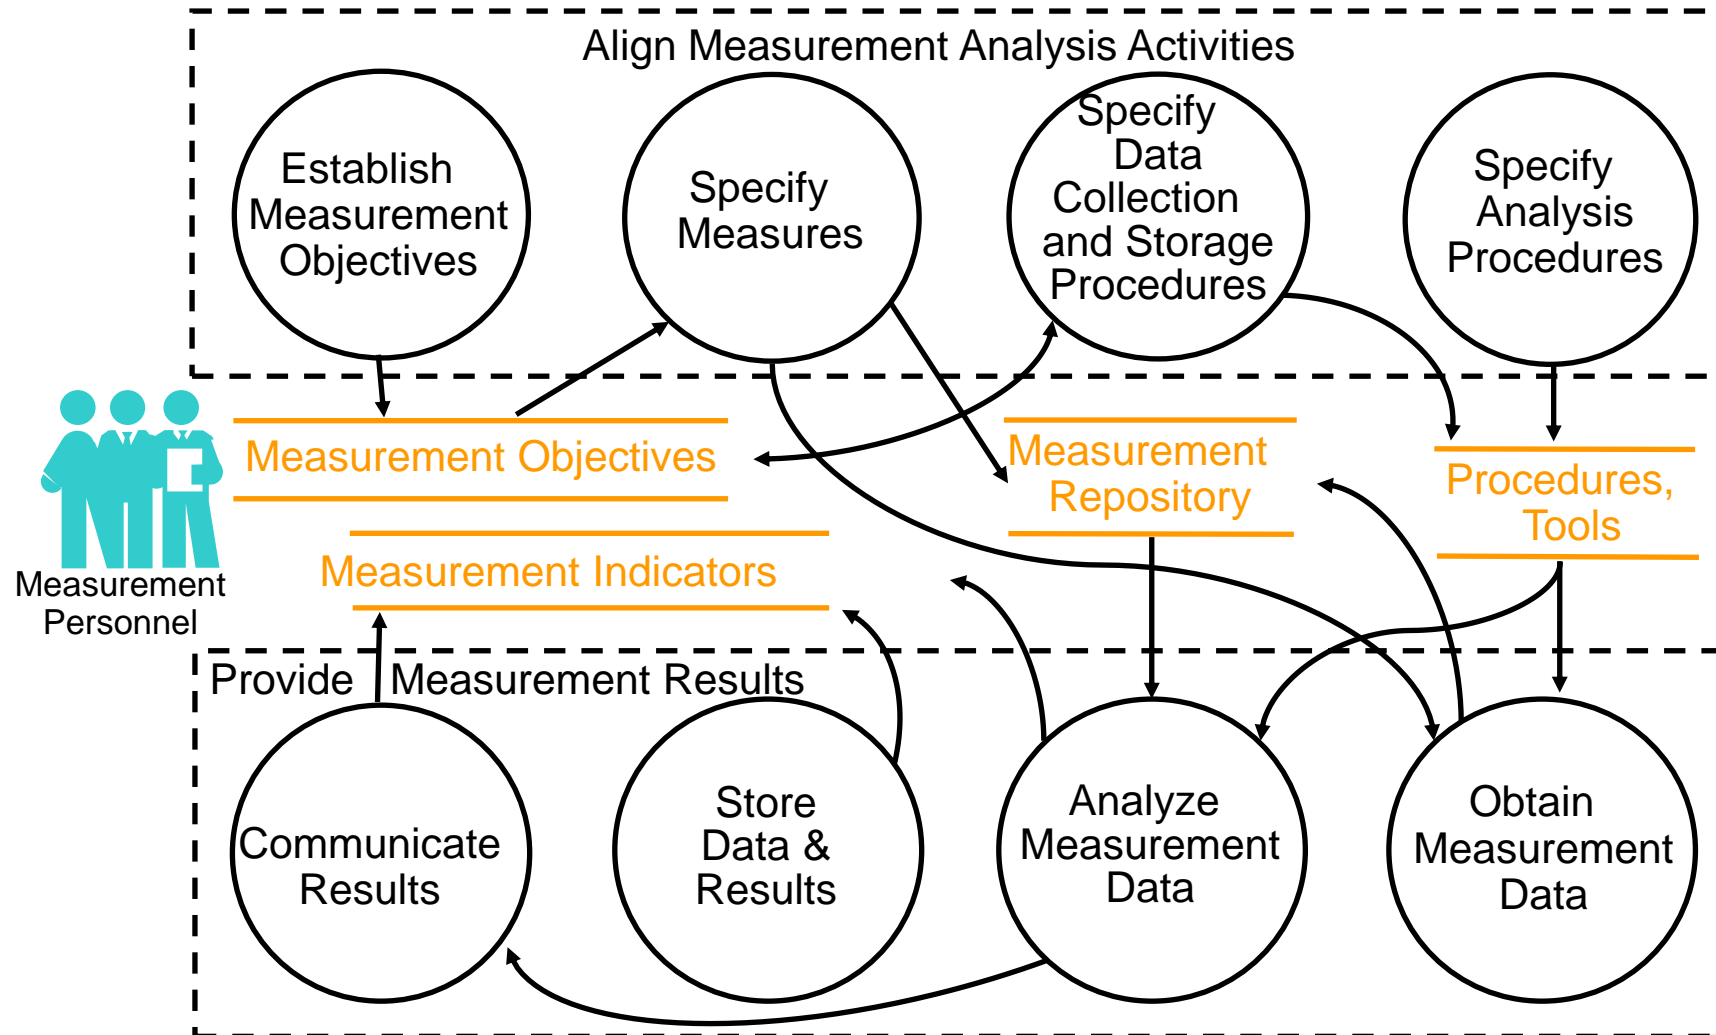 Align Measurement Analysis Activities
Establish
Measurement
Objectives
Specify
Measures
Specify
Data
Collection
and Storage
Procedures
Specify
Analysis
Procedures
Measurement Objectives
Measurement
Repository
Procedures,
Tools
Measurement Indicators
Measurement
Personnel
Provide Measurement Results
Communicate
Results
Store
Data &
Results
Analyze
Measurement
Data
Obtain
Measurement
Data